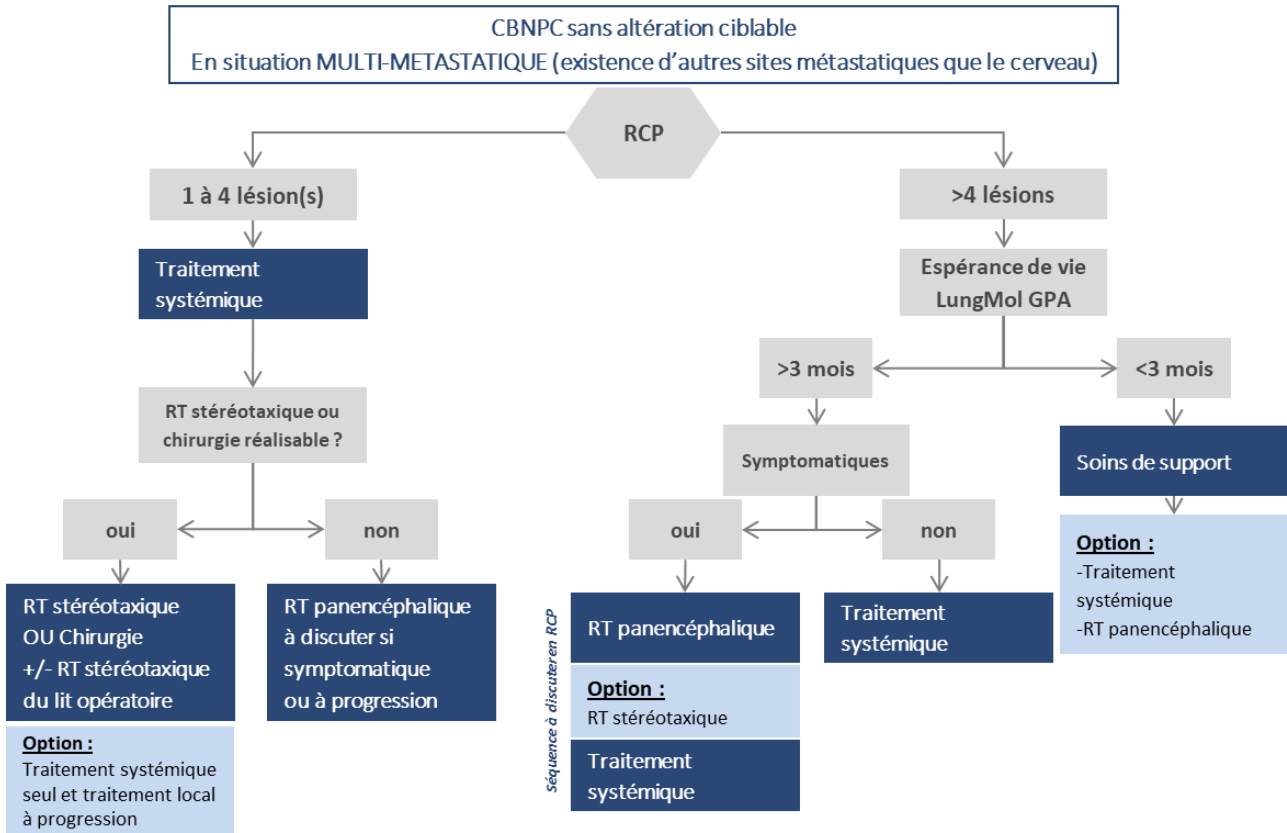 CBNPC sans altération ciblable
En situation MULTI-METASTATIQUE (existence d'autres sites métastatiques que le cerveau)
RCP
1 à 4 lésion(s)
Traitement
systémique
RT stéréotaxique ou
chirurgie réalisable ?
oui
non
RT stéréotaxique
OU Chirurgie
+/- RT stéréotaxique
du lit opératoire
Option :
Traitement systémique
seul et traitement local
à progression
RT panencéphalique
à discuter si
symptomatique
ou à progression
>4 lésions
Espérance de vie
LungMol GPA
>3 mois
<3 mois
Symptomatiques
oui
non
Séquence à discuter en RCP
RT panencéphalique
Option :
RT stéréotaxique
Traitement
systémique
Traitement
systémique
Soins de support
Option :
-Traitement
systémique
-RT panencéphalique